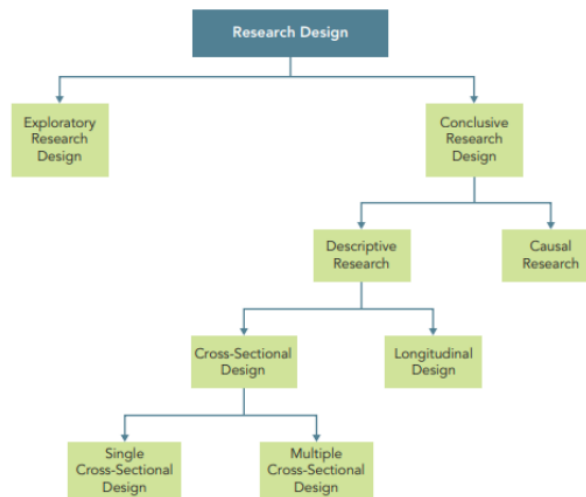 Research Design
Exploratory
Research
Design
Conclusive
Research
Design
Descriptive
Research
Causal
Research
Cross-Sectional
Design
Longitudinal
Design
Single
Cross-Sectional
Design
Multiple
Cross-Sectional
Design